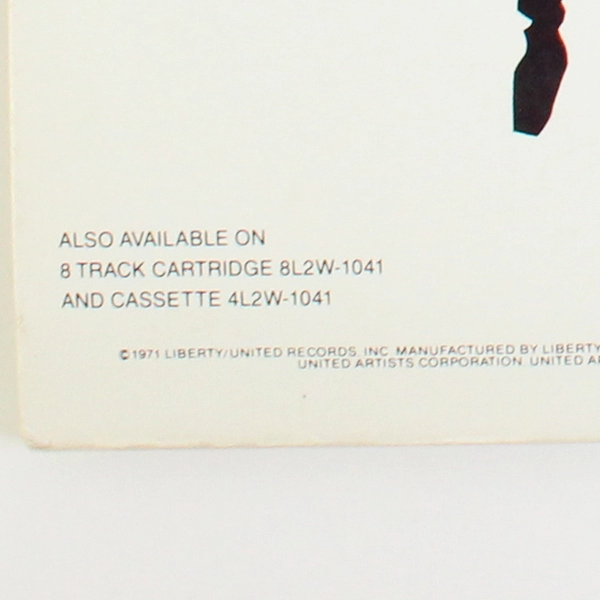 ALSO AVAILABLE ON
8 TRACK CARTRIDGE 8L2W-1041
AND CASSETTE 4L2W-1041
©1971 LIBERTY/UNITED RECORDS, INC. MANUFACTURED BY LIBERTY
UNITED ARTISTS CORPORATION. UNITED